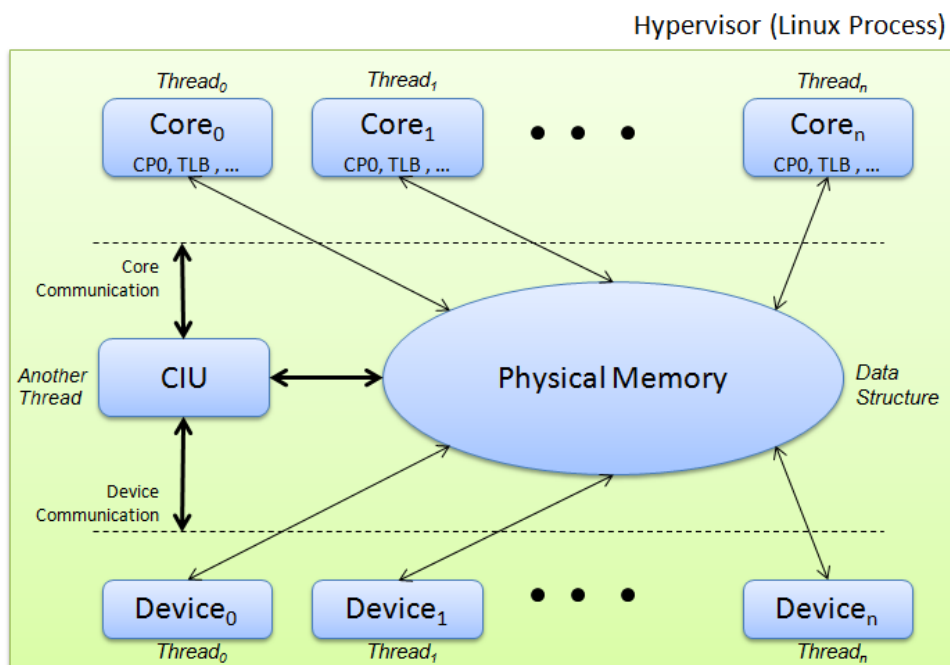 Hypervisor (Linux Process)
Thread₀
Thread₁
Threadₙ
Core₀
Core₁
• • •
Coreₙ
CP0, TLB , ...
CP0, TLB , ...
CP0, TLB , ...
Core
Communication
Another
Thread
CIU
Physical Memory
Data
Structure
Device
Communication
Device₀
Device₁
• • •
Deviceₙ
Thread₀
Thread₁
Threadₙ